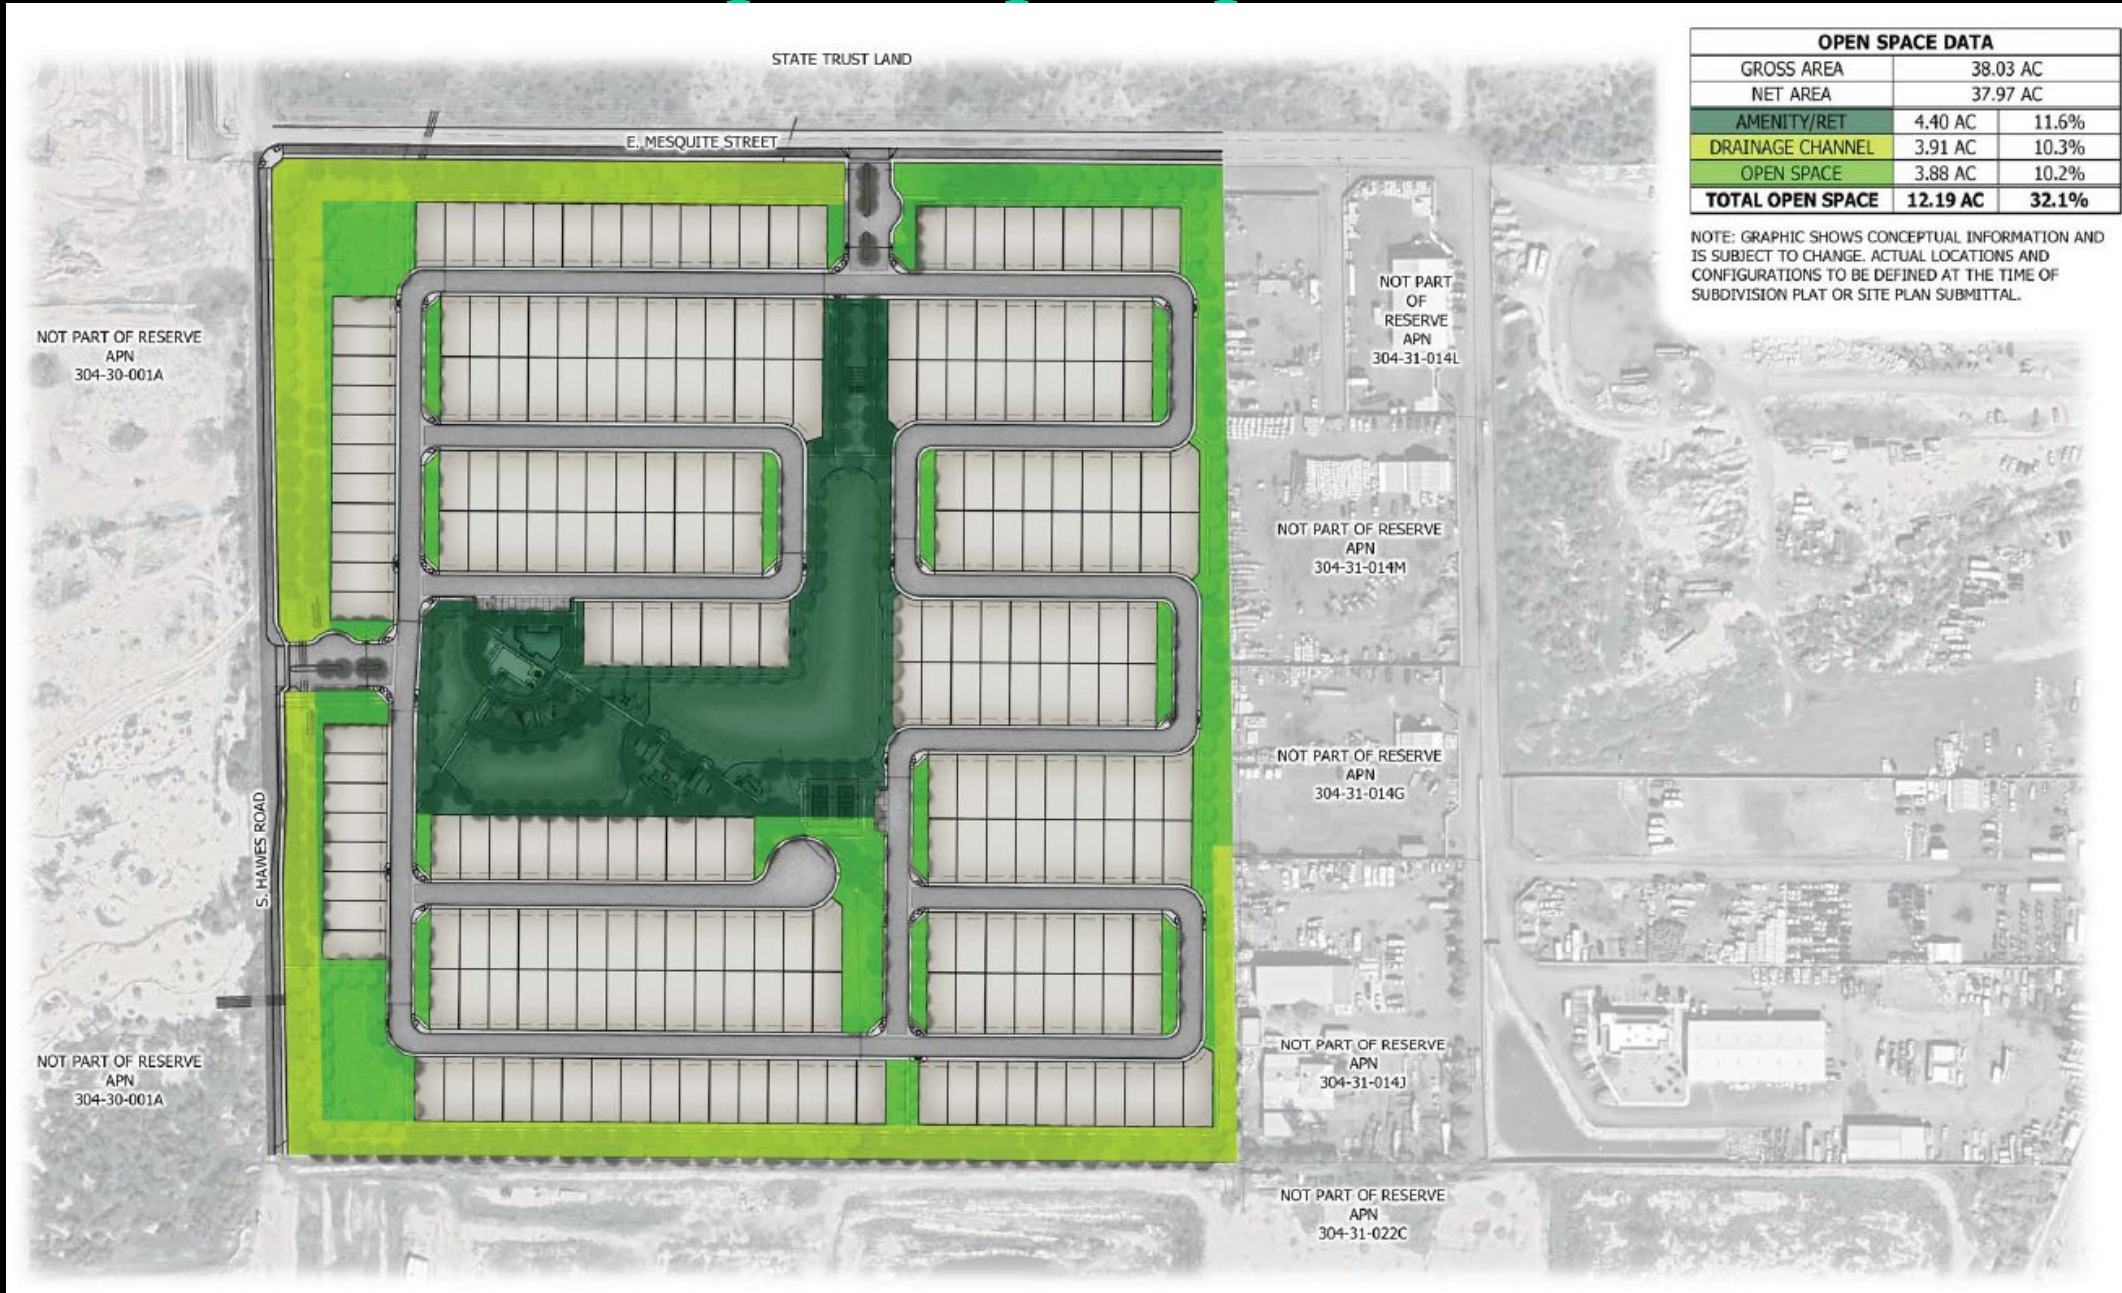 STATE TRUST LAND
E. MESQUITE STREET
OPEN SPACE DATA
GROSS AREA 38.03 AC
NET AREA 37.97 AC
AMENITY/RET 4.40 AC 11.6%
DRAINAGE CHANNEL 3.91 AC 10.3%
OPEN SPACE 3.88 AC 10.2%
TOTAL OPEN SPACE 12.19 AC 32.1%
NOTE: GRAPHIC SHOWS CONCEPTUAL INFORMATION AND
IS SUBJECT TO CHANGE. ACTUAL LOCATIONS AND
CONFIGURATIONS TO BE DEFINED AT THE TIME OF
SUBDIVISION PLAT OR SITE PLAN SUBMITTAL.
NOT PART
OF
RESERVE
APN
304-31-014L
NOT PART OF RESERVE
APN
304-30-001A
NOT PART OF RESERVE
APN
304-31-014M
NOT PART OF RESERVE
APN
304-31-014G
S. HAWES ROAD
NOT PART OF RESERVE
APN
304-31-014J
NOT PART OF RESERVE
APN
304-30-001A
NOT PART OF RESERVE
APN
304-31-022C